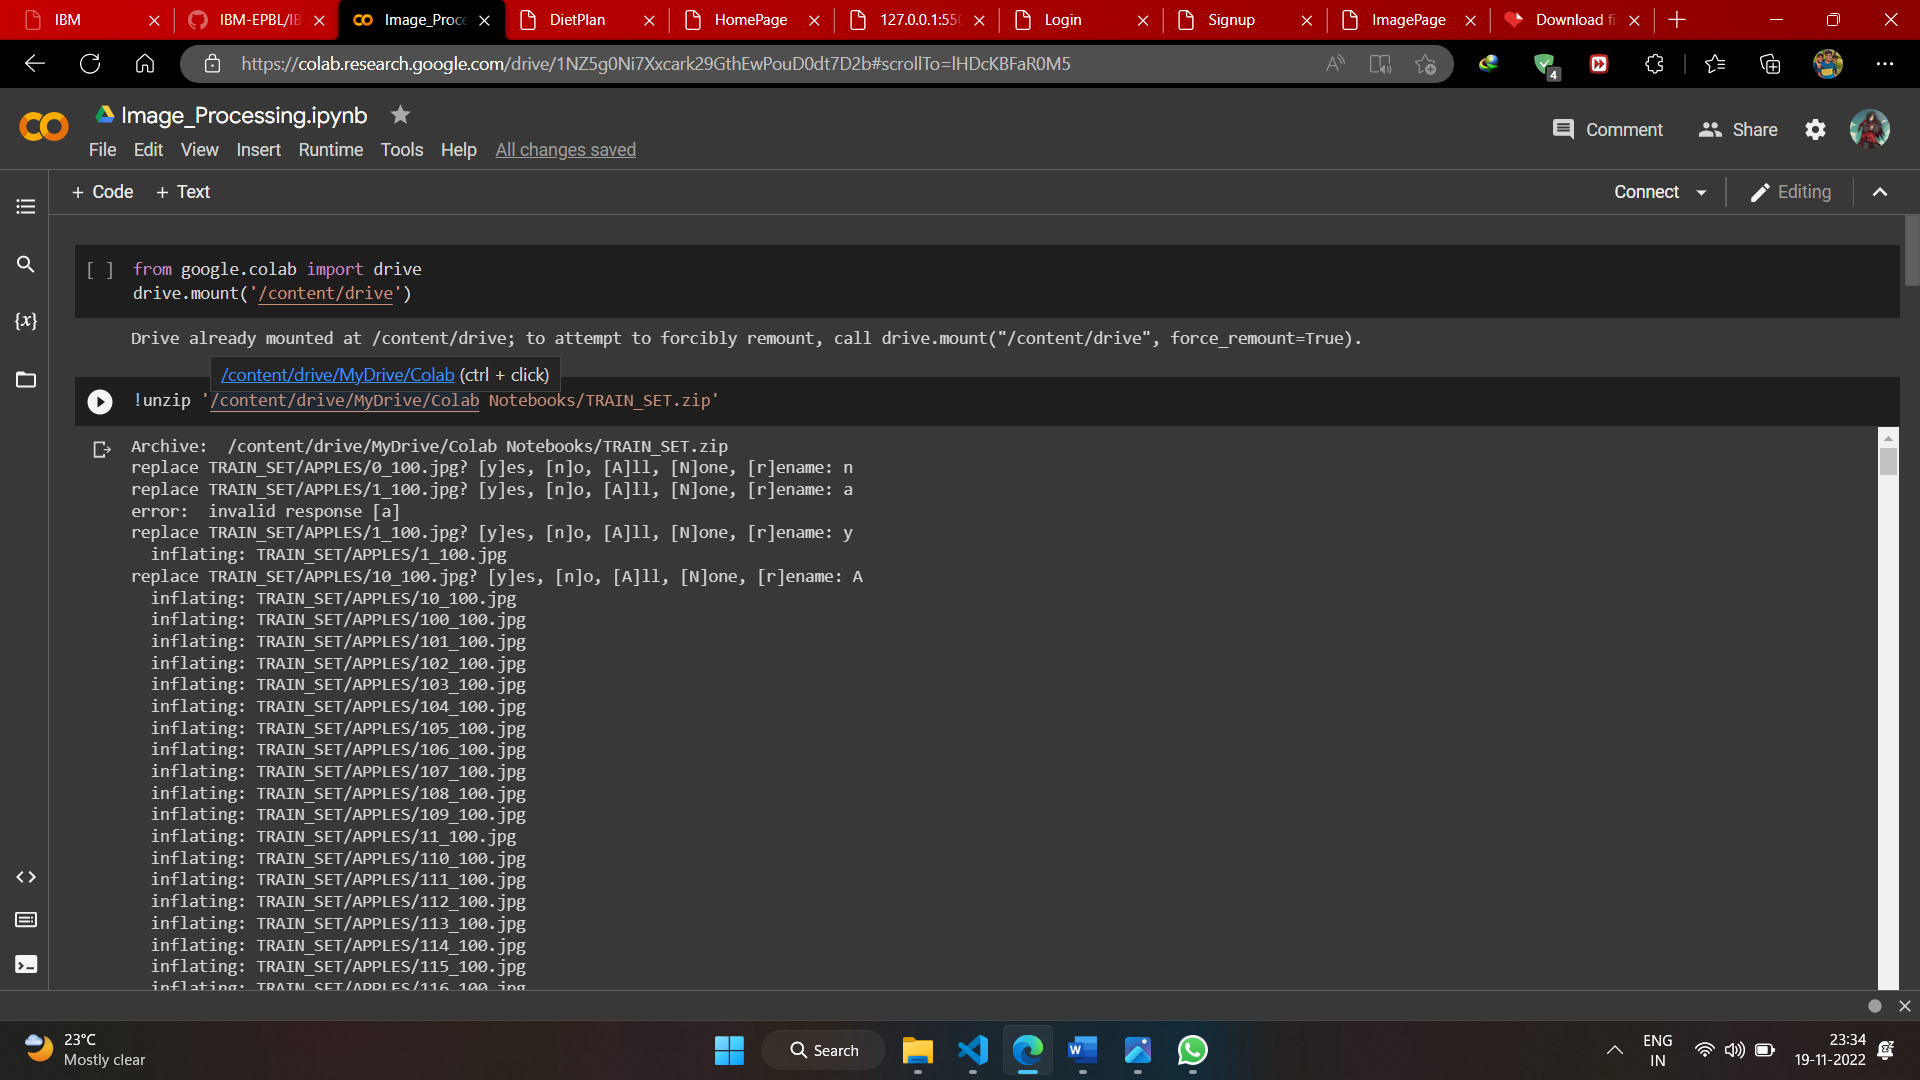 IBM
IBM-EPBL/IB
Image_Proce
DietPlan
HomePage
127.0.0.1:550
Login
Signup
ImagePage
Download fi
https://colab.research.google.com/drive/1NZ5g0Ni7Xxcark29GthEwPouD0dt7D2b#scrollTo=lHDcKBFaR0M5
4
Image_Processing.ipynb
Comment
Share
File Edit View Insert Runtime Tools Help All changes saved
+ Code + Text
Connect
Editing
[ ] from google.colab import drive
drive.mount('/content/drive')
Drive already mounted at /content/drive; to attempt to forcibly remount, call drive.mount("/content/drive", force_remount=True).
/content/drive/MyDrive/Colab (ctrl + click)
{x}
!unzip '/content/drive/MyDrive/Colab Notebooks/TRAIN_SET.zip'
Archive:  /content/drive/MyDrive/Colab Notebooks/TRAIN_SET.zip
replace TRAIN_SET/APPLES/0_100.jpg? [y]es, [n]o, [A]ll, [N]one, [r]ename: n
replace TRAIN_SET/APPLES/1_100.jpg? [y]es, [n]o, [A]ll, [N]one, [r]ename: a
error:  invalid response [a]
replace TRAIN_SET/APPLES/1_100.jpg? [y]es, [n]o, [A]ll, [N]one, [r]ename: y
inflating: TRAIN_SET/APPLES/1_100.jpg
replace TRAIN_SET/APPLES/10_100.jpg? [y]es, [n]o, [A]ll, [N]one, [r]ename: A
inflating: TRAIN_SET/APPLES/10_100.jpg
inflating: TRAIN_SET/APPLES/100_100.jpg
inflating: TRAIN_SET/APPLES/101_100.jpg
inflating: TRAIN_SET/APPLES/102_100.jpg
inflating: TRAIN_SET/APPLES/103_100.jpg
inflating: TRAIN_SET/APPLES/104_100.jpg
inflating: TRAIN_SET/APPLES/105_100.jpg
inflating: TRAIN_SET/APPLES/106_100.jpg
inflating: TRAIN_SET/APPLES/107_100.jpg
inflating: TRAIN_SET/APPLES/108_100.jpg
inflating: TRAIN_SET/APPLES/109_100.jpg
inflating: TRAIN_SET/APPLES/11_100.jpg
inflating: TRAIN_SET/APPLES/110_100.jpg
inflating: TRAIN_SET/APPLES/111_100.jpg
inflating: TRAIN_SET/APPLES/112_100.jpg
inflating: TRAIN_SET/APPLES/113_100.jpg
inflating: TRAIN_SET/APPLES/114_100.jpg
inflating: TRAIN_SET/APPLES/115_100.jpg
inflating: TRAIN_SET/APPLES/116_100.jpg
23°C
Mostly clear
Search
ENG
IN
23:34
19-11-2022